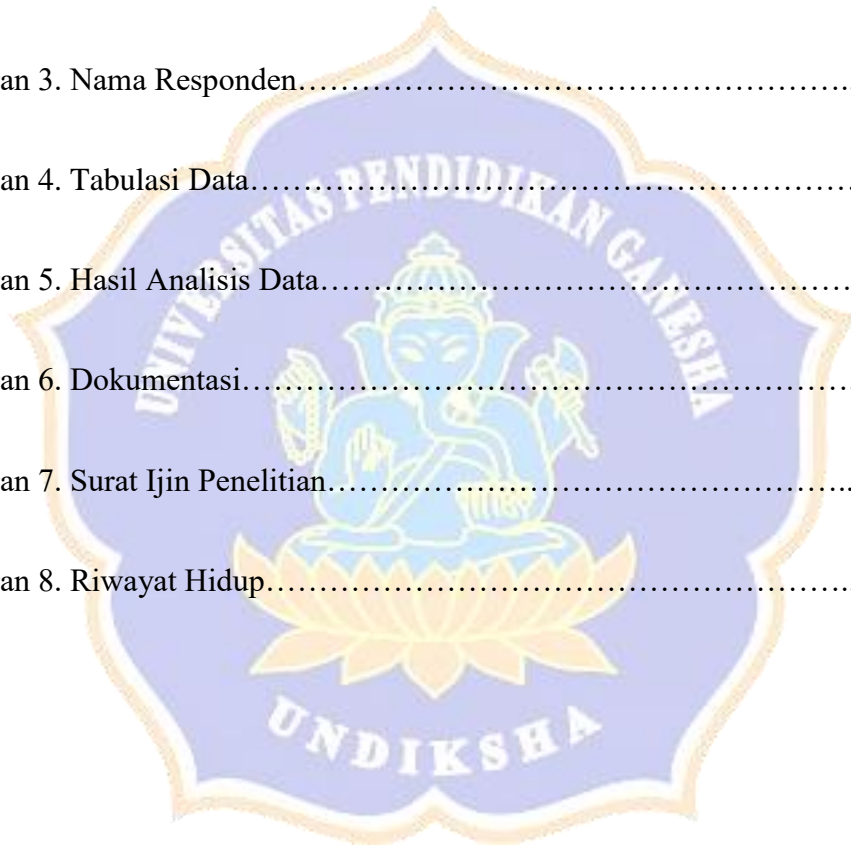 an 3. Nama Responden……………………………………………………..
an 4. Tabulasi Data…………………………………………………………
an 5. Hasil Analisis Data…………………………………………………
an 6. Dokumentasi…………………………………………………………
an 7. Surat Ijin Penelitian…………………………………………………..
an 8. Riwayat Hidup……………………………………………………….
UNIVERSITAS PENDIDIKAN GANESHA
UNDIKSHA